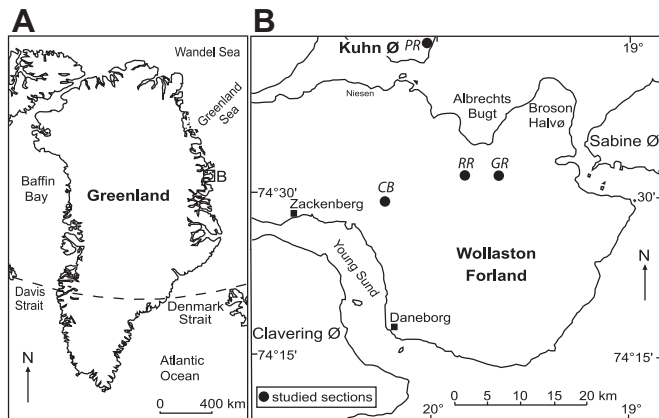 A
Wandel Sea
Greenland
Sea
B
Baffin
Bay
Greenland
Davis
Strait
Denmark
Strait
N
Atlantic
Ocean
0 400 km
B
Kuhn Ø
PR
19°
Niesen
Albrechts
Bugt
Broson
Halvø
Sabine Ø
RR
GR
74°30'
CB
30'
Zackenberg
Young Sund
Wollaston
Forland
N
Daneborg
Clavering Ø
74°15'
74°15'
studied sections
0 5 10 20 km
20°
19°